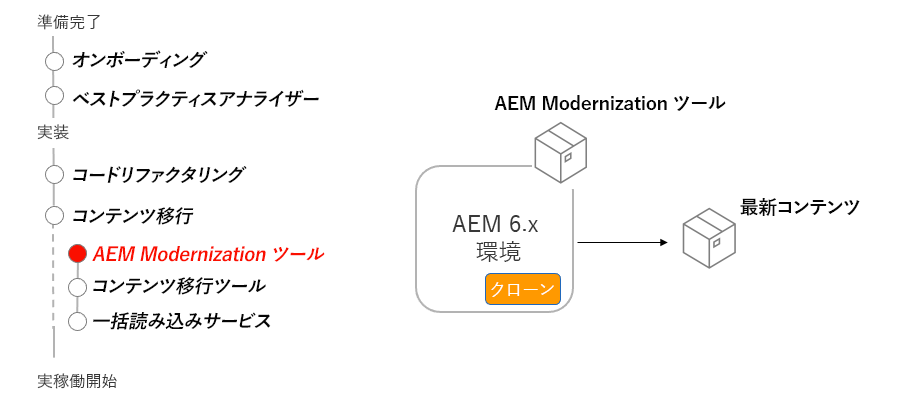 準備完了
オンボーディング
ベストプラクティスアナライザー
実装
コードリファクタリング
コンテンツ移行
AEM Modernization ツール
コンテンツ移行ツール
一括読み込みサービス
実稼働開始
AEM Modernization ツール
AEM 6.x
環境
クローン
最新コンテンツ